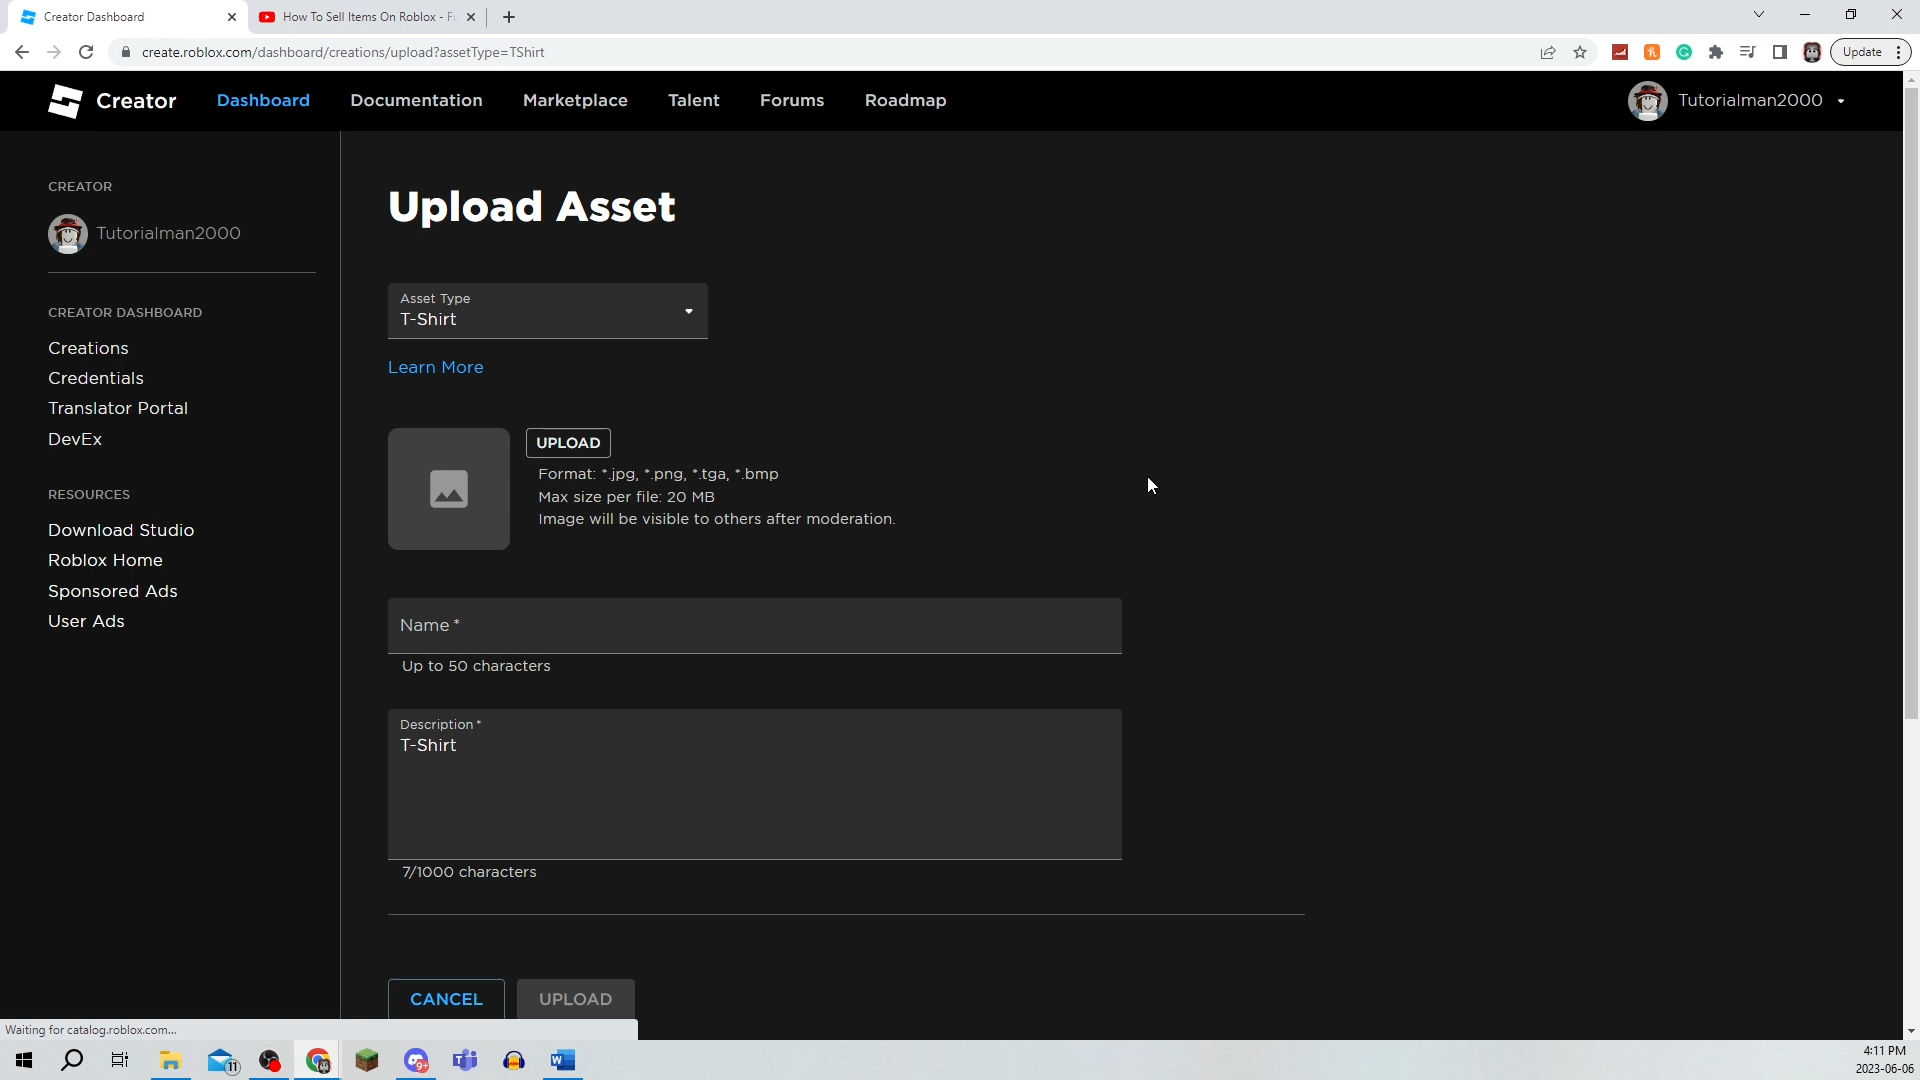 Creator Dashboard
How To Sell Items On Roblox - Fu
create.roblox.com/dashboard/creations/upload?assetType=TShirt
Update
Creator
Dashboard
Documentation
Marketplace
Talent
Forums
Roadmap
Tutorialman2000
CREATOR
Tutorialman2000
CREATOR DASHBOARD
Creations
Credentials
Translator Portal
DevEx
RESOURCES
Download Studio
Roblox Home
Sponsored Ads
User Ads
Upload Asset
Asset Type
T-Shirt
Learn More
UPLOAD
Format: *.jpg, *.png, *.tga, *.bmp
Max size per file: 20 MB
Image will be visible to others after moderation.
Name *
Up to 50 characters
Description *
T-Shirt
7/1000 characters
CANCEL
UPLOAD
Waiting for catalog.roblox.com...
11
9+
4:11 PM
2023-06-06